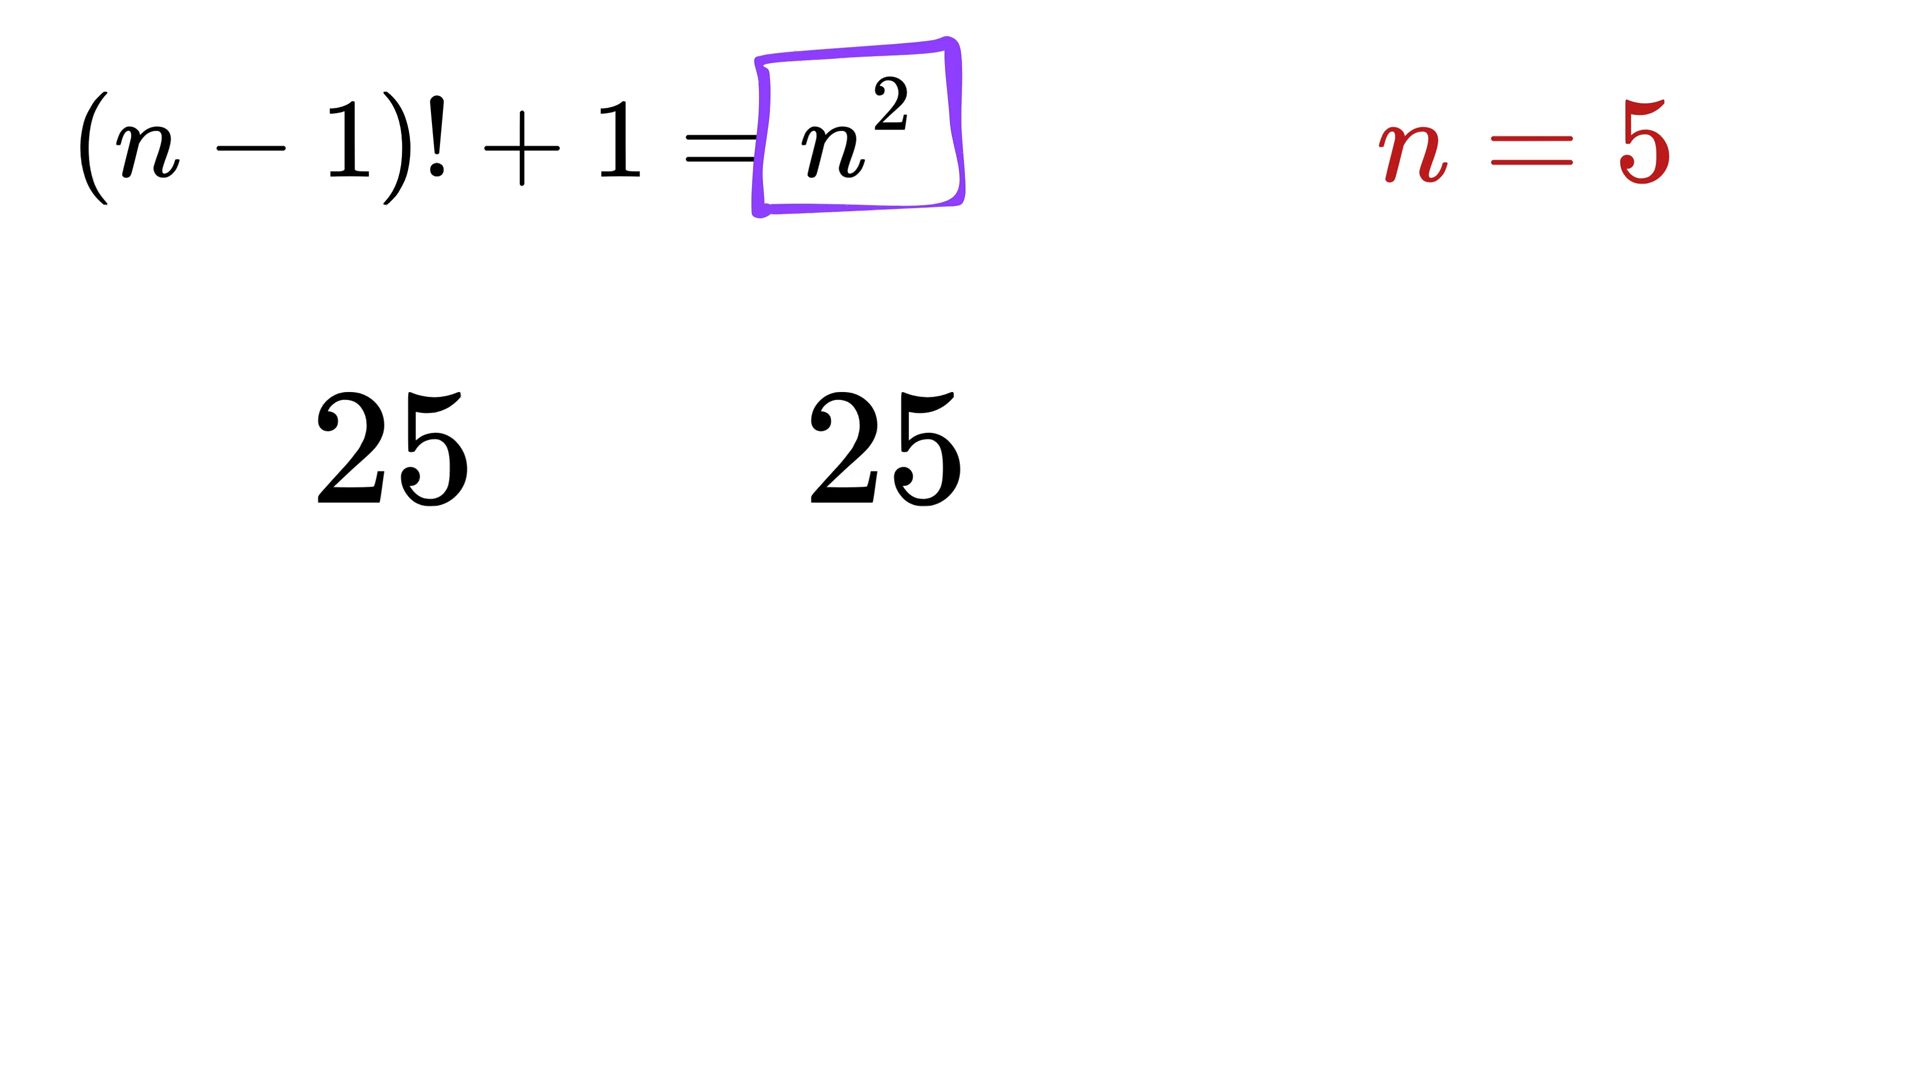 (n − 1)! + 1 = n² n = 5
25 25